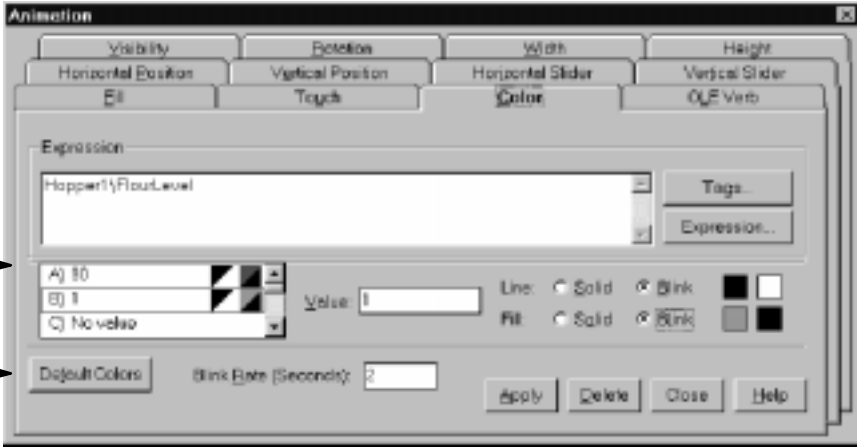 Animation
Visibility Rotation Width Height
Horizontal Position Vertical Position Horizontal Slider Vertical Slider
Fill Touch Color OLE Verb
Expression
Hopper1\FlourLevel
Tags...
Expression...
A) 80
B) 1
C) No value
Value: 1
Line: Solid Blink
Fill: Solid Blink
Default Colors
Blink Rate (Seconds): 2
Apply Delete Close Help